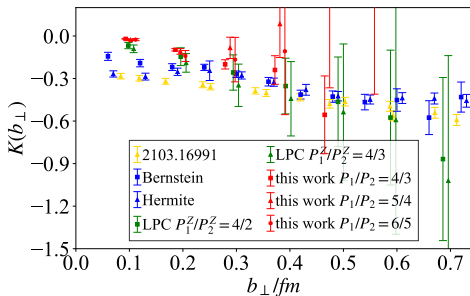 0.0
−0.3
−0.6
−0.9
−1.2
−1.5
K(b⊥)
2103.16991
Bernstein
Hermite
LPC P₁ᶻ/P₂ᶻ = 4/2
LPC P₁ᶻ/P₂ᶻ = 4/3
this work P₁/P₂ = 4/3
this work P₁/P₂ = 5/4
this work P₁/P₂ = 6/5
0.0 0.1 0.2 0.3 0.4 0.5 0.6 0.7
b⊥/fm